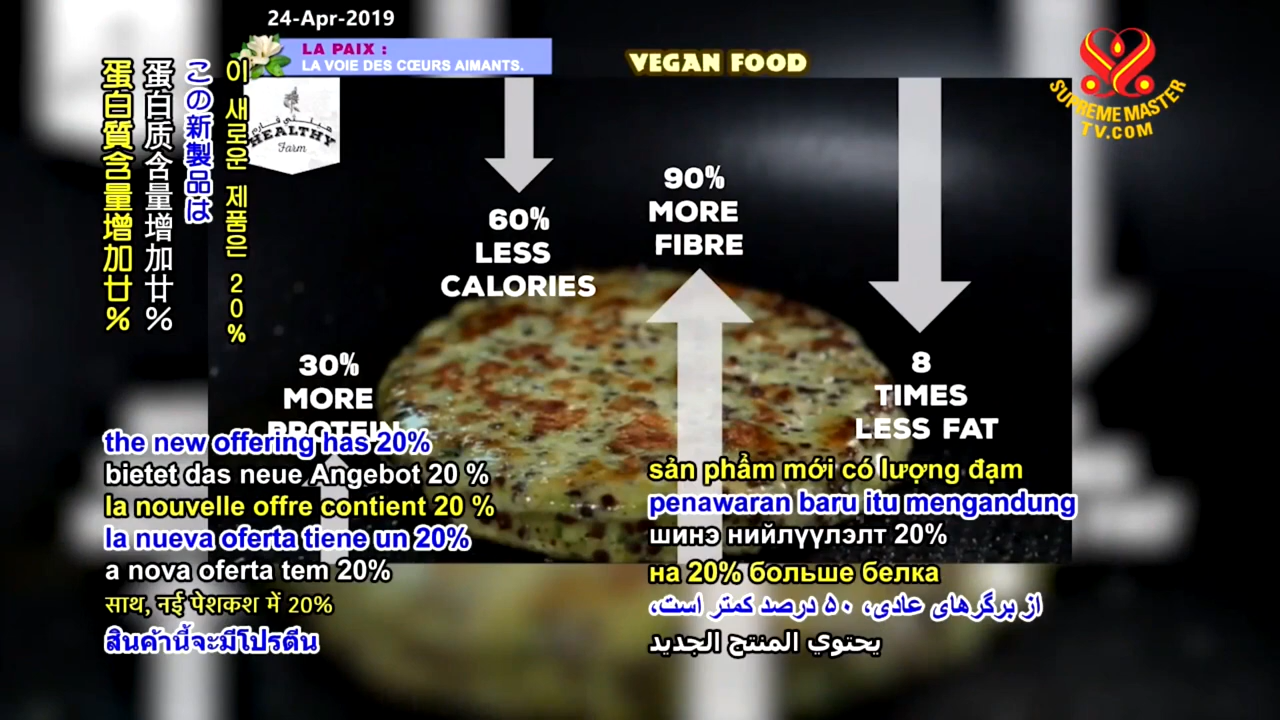 24-Apr-2019
LA PAIX :
LA VOIE DES CŒURS AIMANTS.
VEGAN FOOD
SUPREME MASTER
TV.COM
HEALTHY
Farm
이 새로운 제품은 20%
この新製品は
蛋白质含量增加廿%
蛋白質含量增加廿%
60%
LESS
CALORIES
90%
MORE
FIBRE
30%
MORE
PROTEIN
8
TIMES
LESS FAT
the new offering has 20%
bietet das neue Angebot 20 %
la nouvelle offre contient 20 %
la nueva oferta tiene un 20%
a nova oferta tem 20%
साथ, नई पेशकश में 20%
สินค้านี้จะมีโปรตีน
sản phẩm mới có lượng đạm
penawaran baru itu mengandung
шинэ нийлүүлэлт 20%
на 20% больше белка
از برگرهای عادی، ۵۰ درصد کمتر است،
يحتوي المنتج الجديد